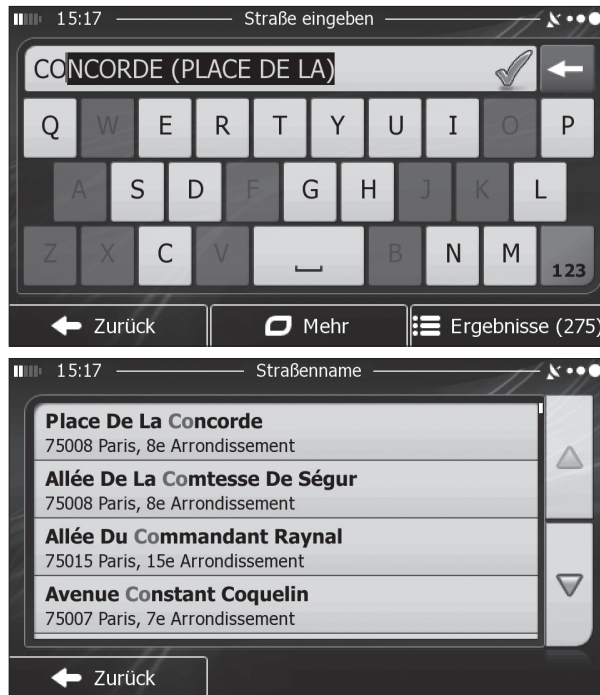 15:17 Straße eingeben
CONCORDE (PLACE DE LA)
Q W E R T Y U I O P
A S D F G H J K L
Z X C V B N M 123
Zurück Mehr Ergebnisse (275)
15:17 Straßenname
Place De La Concorde
75008 Paris, 8e Arrondissement
Allée De La Comtesse De Ségur
75008 Paris, 8e Arrondissement
Allée Du Commandant Raynal
75015 Paris, 15e Arrondissement
Avenue Constant Coquelin
75007 Paris, 7e Arrondissement
Zurück